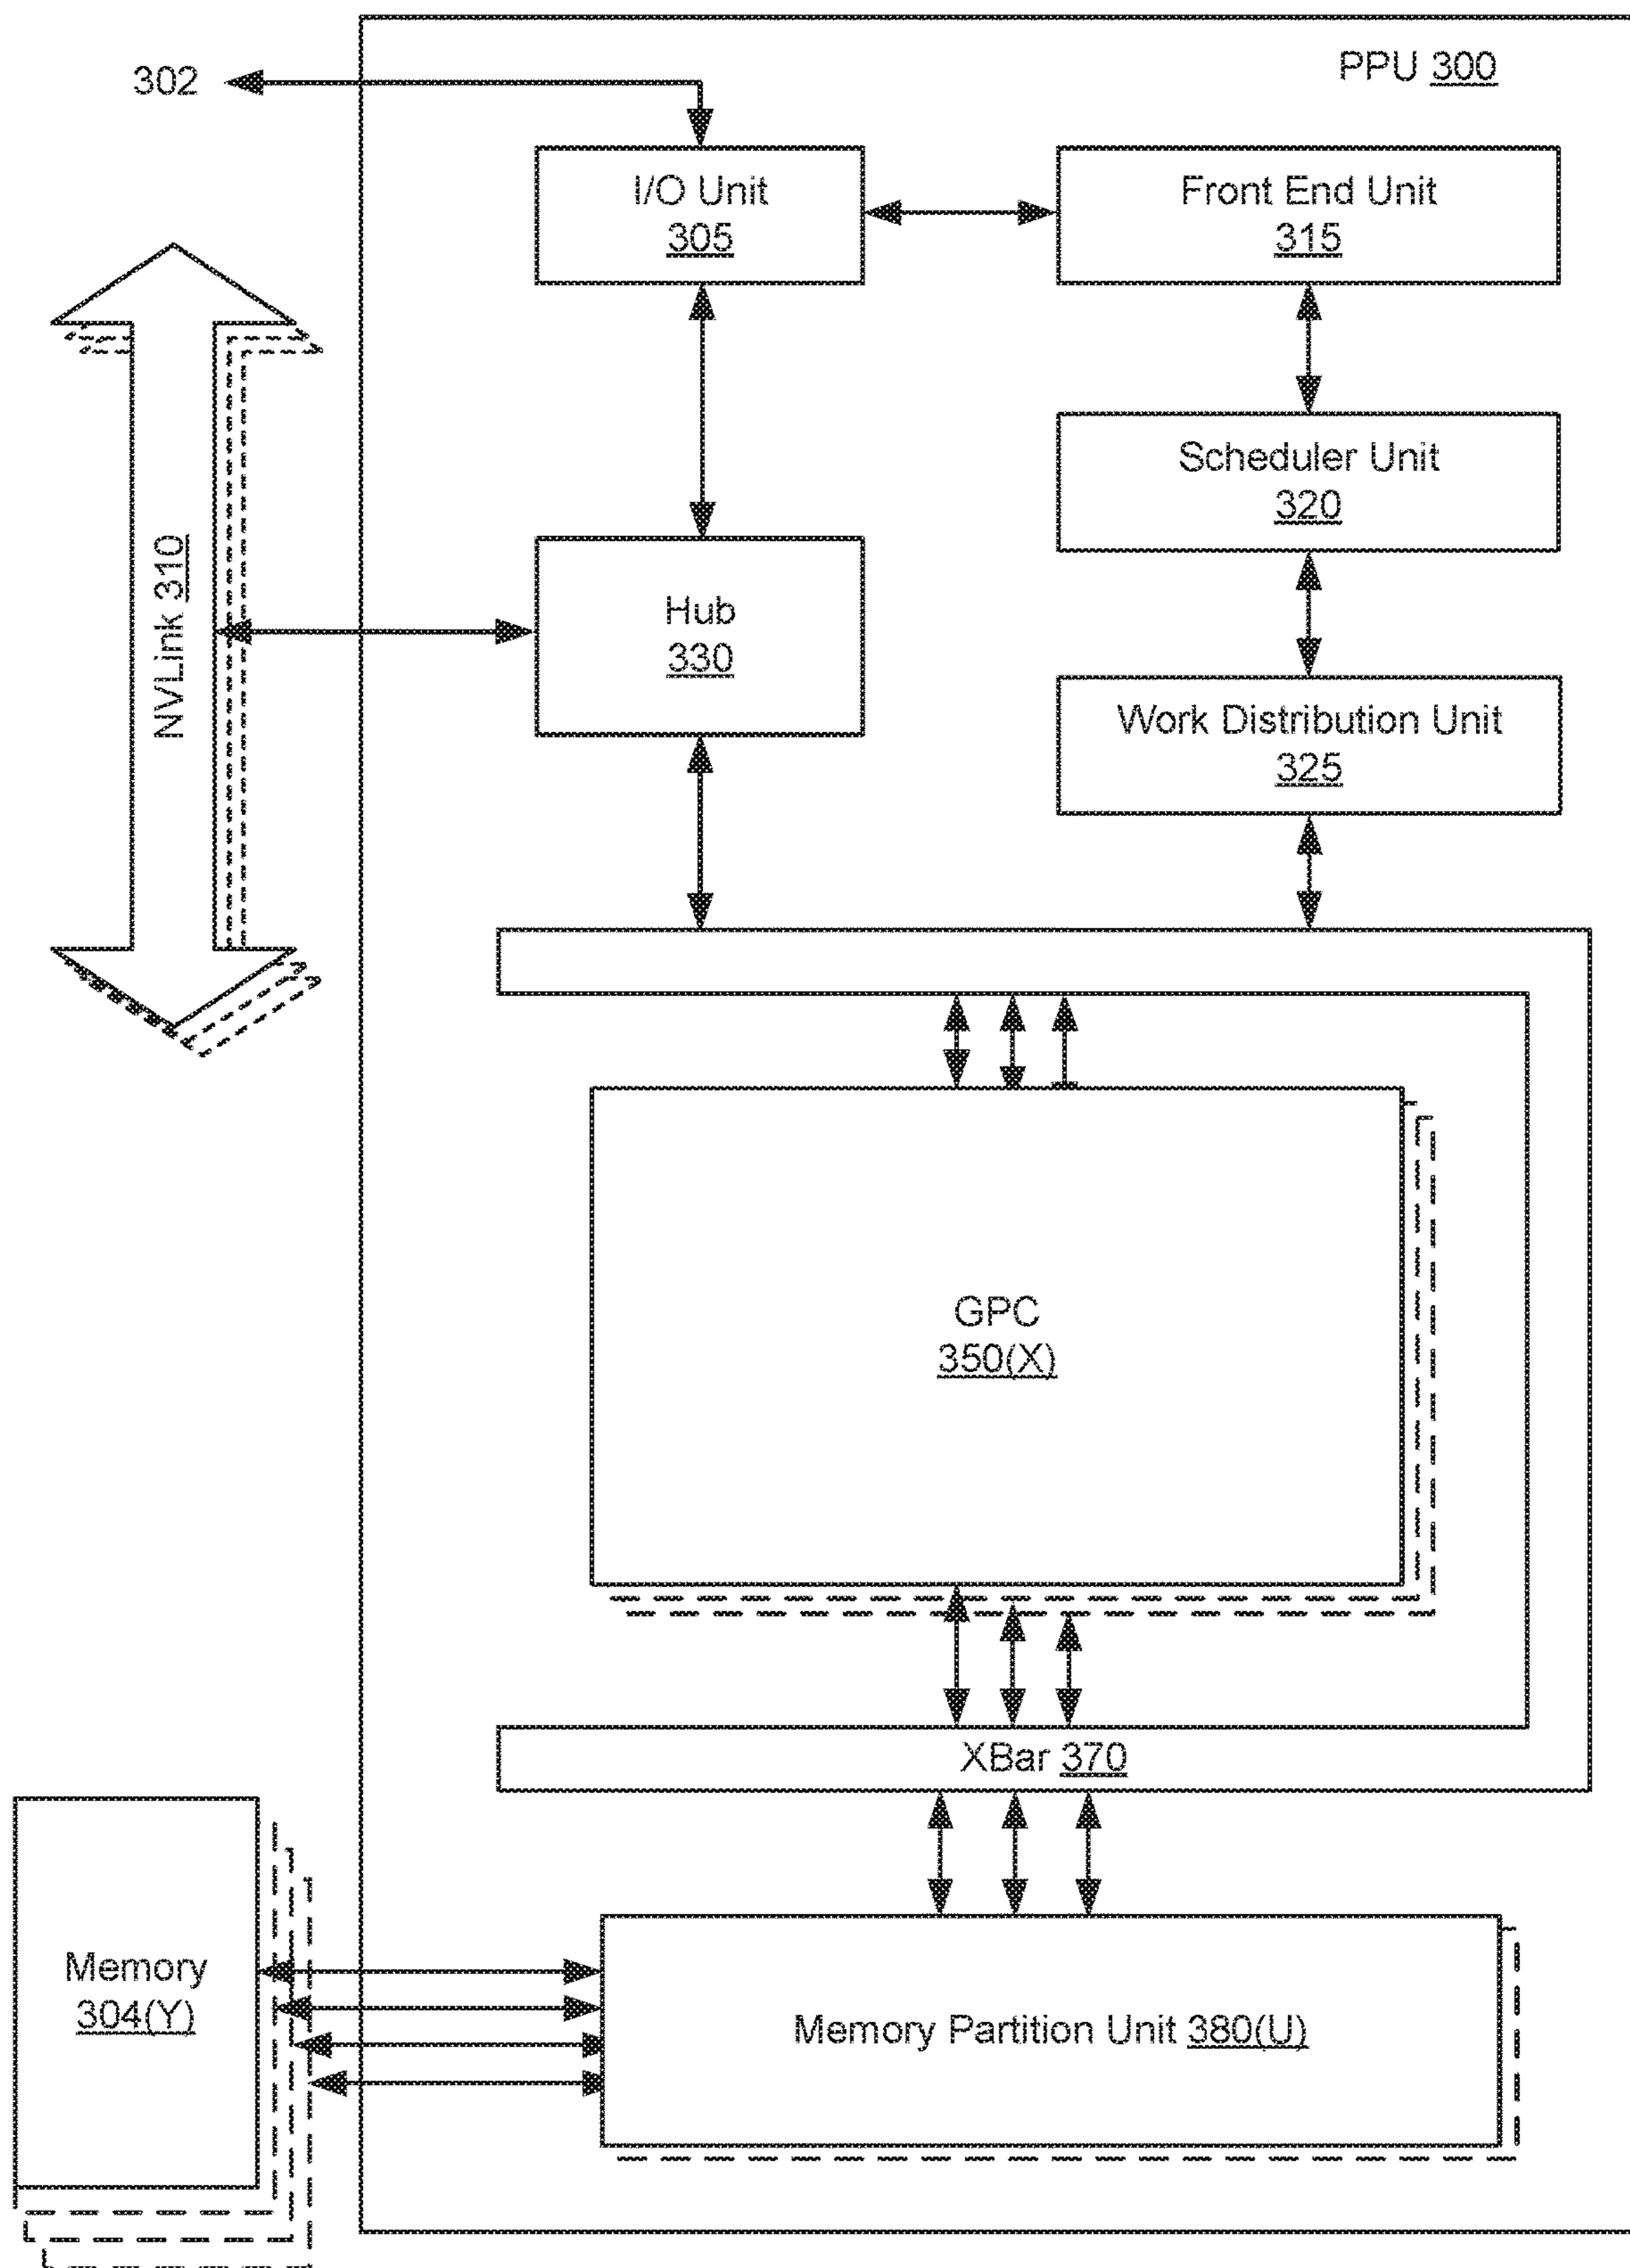 PPU 300
302
I/O Unit
305
Front End Unit
315
Scheduler Unit
320
NVLink 310
Hub
330
Work Distribution Unit
325
GPC
350(X)
XBar 370
Memory
304(Y)
Memory Partition Unit 380(U)